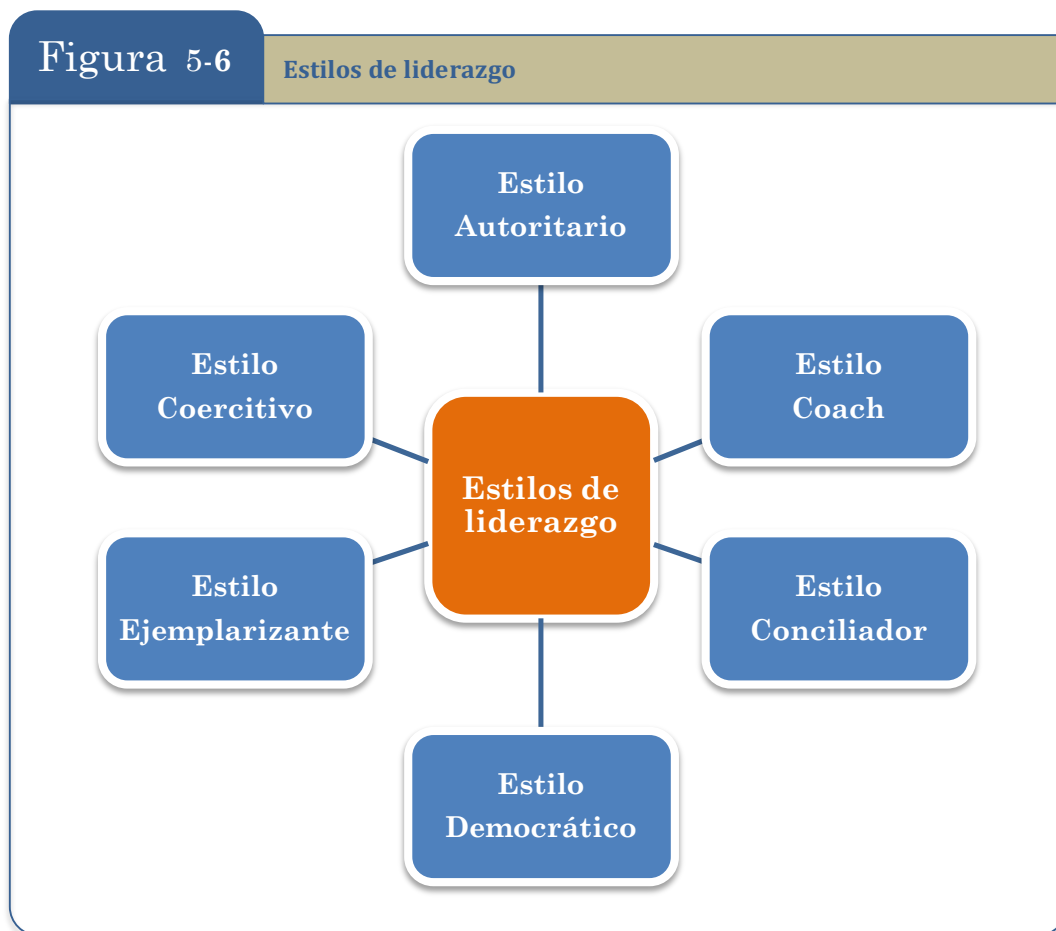 Figura 5-6
Estilos de liderazgo
Estilo
Autoritario
Estilo
Coercitivo
Estilo
Coach
Estilos de
liderazgo
Estilo
Ejemplarizante
Estilo
Conciliador
Estilo
Democrático